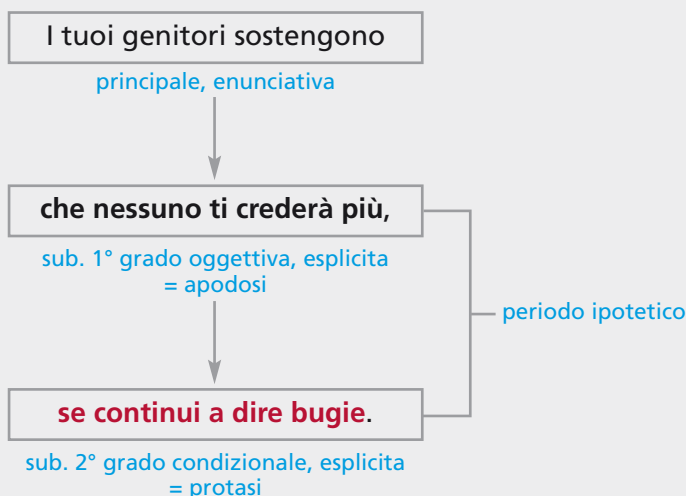 I tuoi genitori sostengono
principale, enunciativa
che nessuno ti crederà più,
sub. 1° grado oggettiva, esplicita
= apodosi
periodo ipotetico
se continui a dire bugie.
sub. 2° grado condizionale, esplicita
= protasi